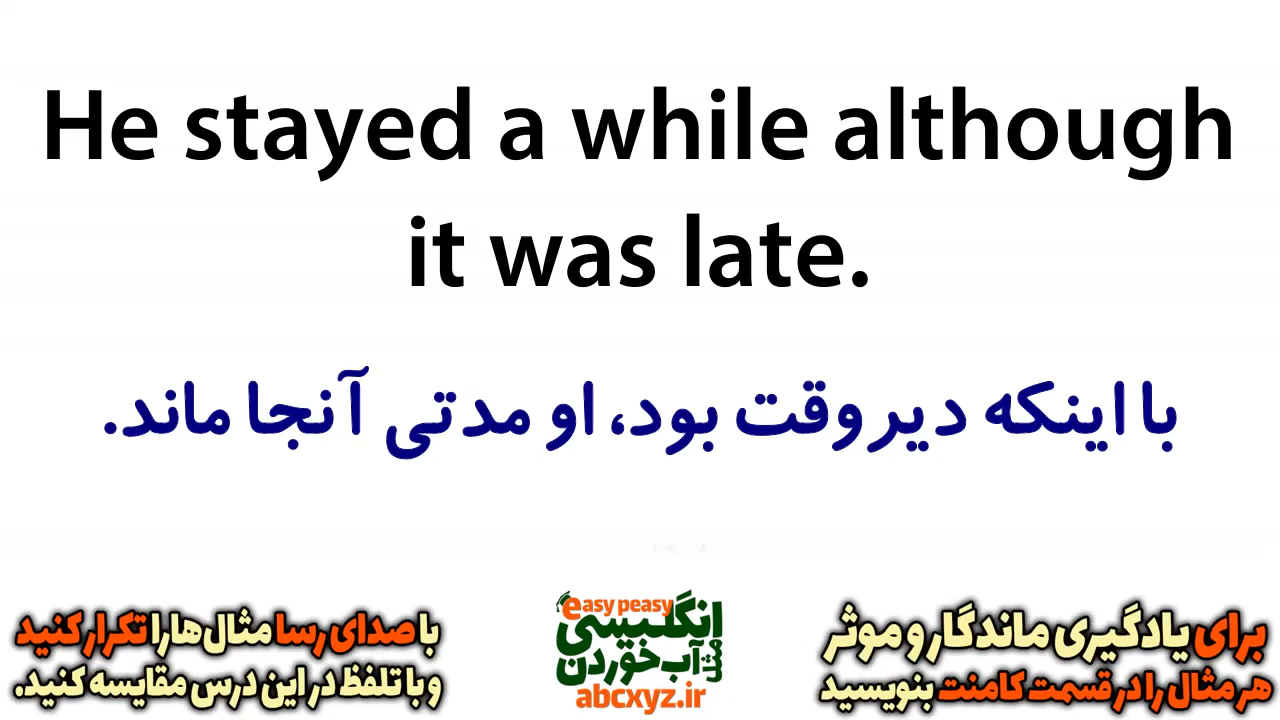 He stayed a while although
it was late.
با اینکه دیروقت بود، او مدتی آنجا ماند.
برای یادگیری ماندگار و موثر
هر مثال را در قسمت کامنت بنویسید
easy peasy
انگلیسی
مثل
آب خوردن
abcxyz.ir
با صدای رسا مثال‌ها را تکرار کنید
و با تلفظ در این درس مقایسه کنید.